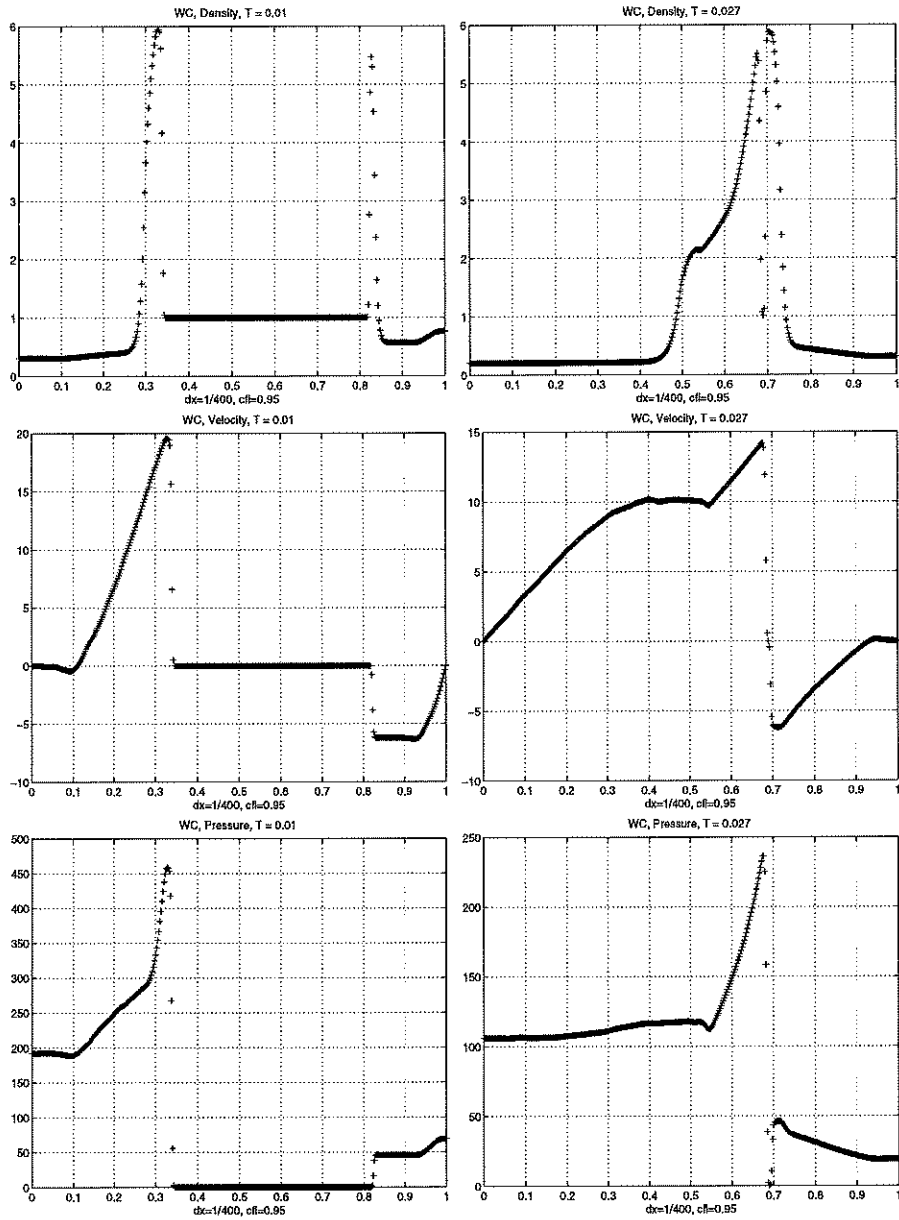 WC, Density, T = 0.01
6
5
4
3
2
1
0
0 0.1 0.2 0.3 0.4 0.5 0.6 0.7 0.8 0.9 1
dx=1/400, cfl=0.95
WC, Density, T = 0.027
6
5
4
3
2
1
0
0 0.1 0.2 0.3 0.4 0.5 0.6 0.7 0.8 0.9 1
dx=1/400, cfl=0.95
WC, Velocity, T = 0.01
20
15
10
5
0
−5
−10
0 0.1 0.2 0.3 0.4 0.5 0.6 0.7 0.8 0.9 1
dx=1/400, cfl=0.95
WC, Velocity, T = 0.027
15
10
5
0
−5
−10
0 0.1 0.2 0.3 0.4 0.5 0.6 0.7 0.8 0.9 1
dx=1/400, cfl=0.95
WC, Pressure, T = 0.01
500
450
400
350
300
250
200
150
100
50
0
0 0.1 0.2 0.3 0.4 0.5 0.6 0.7 0.8 0.9 1
dx=1/400, cfl=0.95
WC, Pressure, T = 0.027
250
200
150
100
50
0
0 0.1 0.2 0.3 0.4 0.5 0.6 0.7 0.8 0.9 1
dx=1/400, cfl=0.95